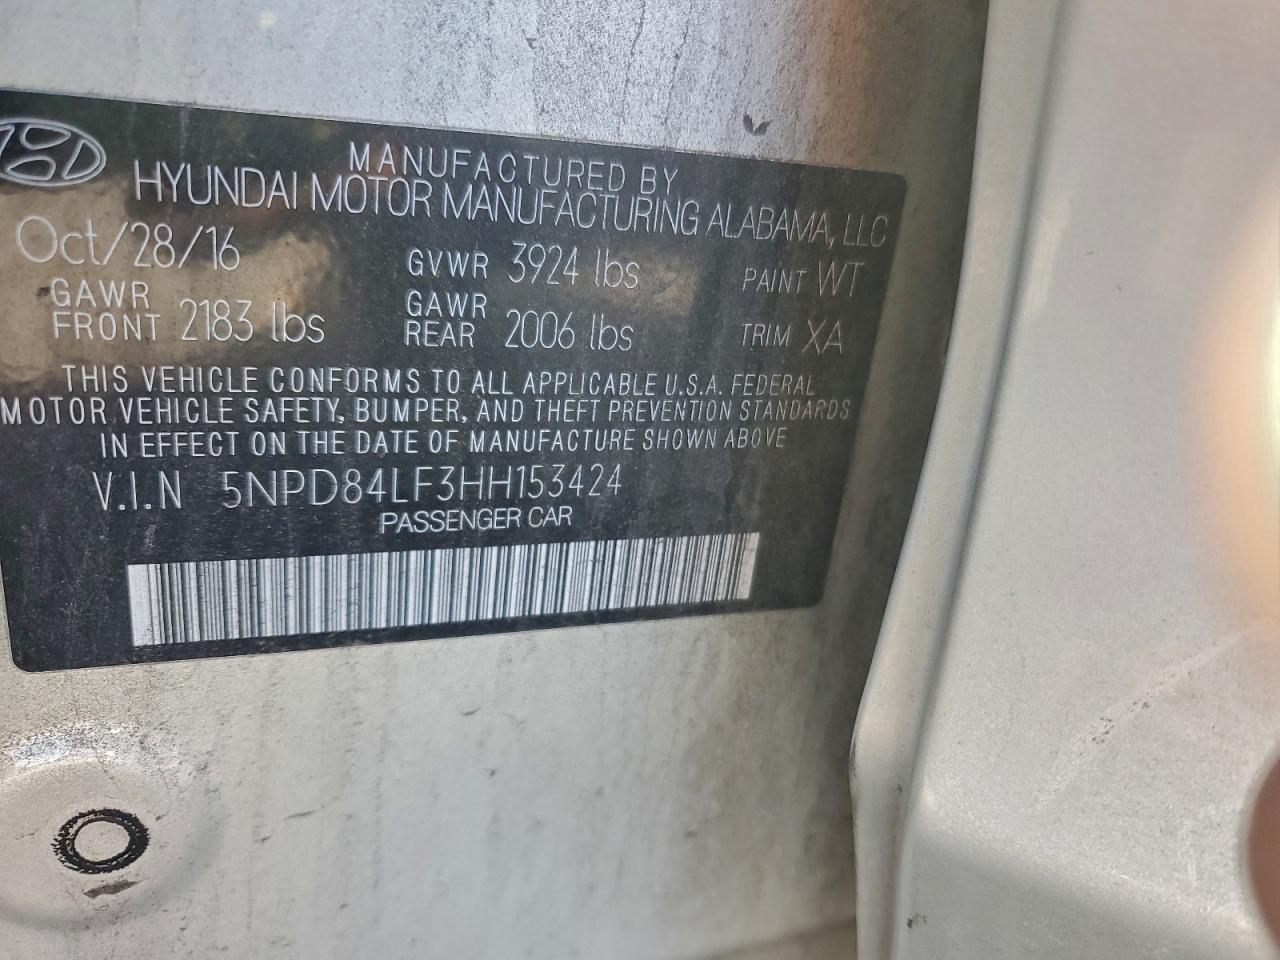 MANUFACTURED BY
HYUNDAI MOTOR MANUFACTURING ALABAMA, LLC
Oct/28/16 GVWR 3924 lbs PAINT WT
GAWR FRONT 2183 lbs GAWR REAR 2006 lbs TRIM XA
THIS VEHICLE CONFORMS TO ALL APPLICABLE U.S.A. FEDERAL
MOTOR VEHICLE SAFETY, BUMPER, AND THEFT PREVENTION STANDARDS
IN EFFECT ON THE DATE OF MANUFACTURE SHOWN ABOVE
V.I.N 5NPD84LF3HH153424
PASSENGER CAR